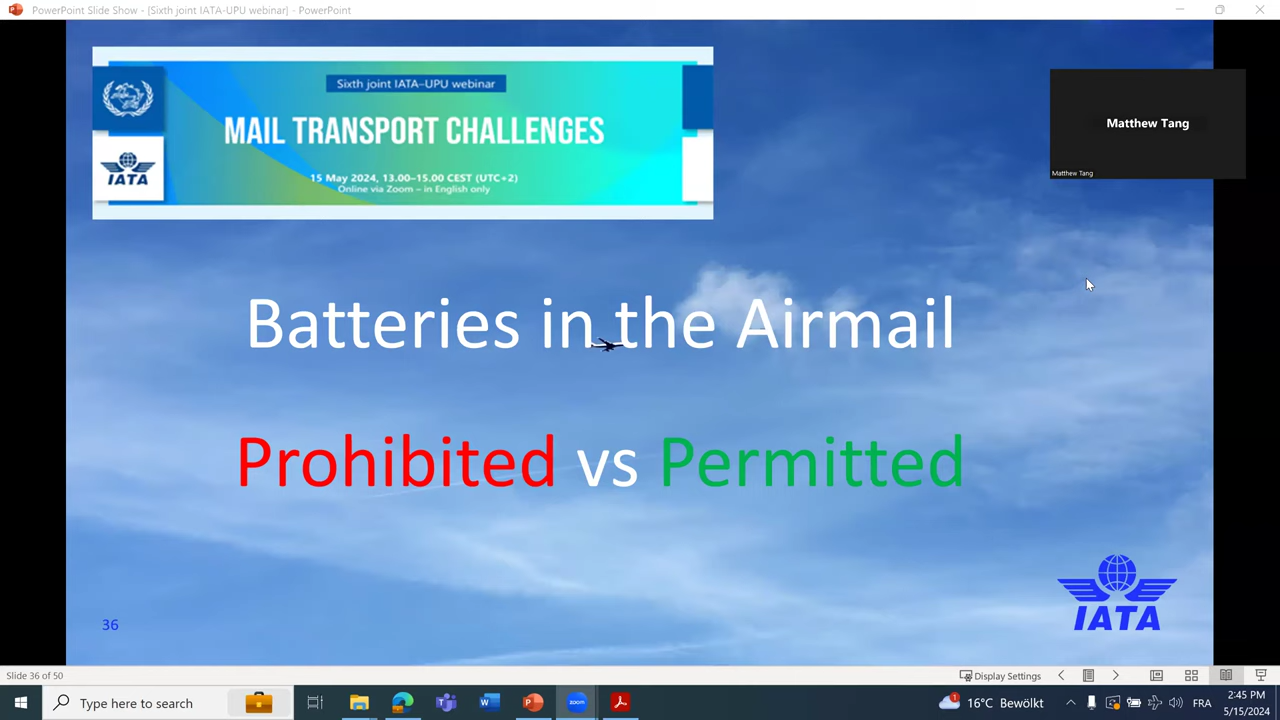 PowerPoint Slide Show - [Sixth joint IATA-UPU webinar] - PowerPoint
Sixth joint IATA–UPU webinar
MAIL TRANSPORT CHALLENGES
15 May 2024, 13.00–15.00 CEST (UTC+2)
Online via Zoom – in English only
IATA
Matthew Tang
Matthew Tang
Batteries in the Airmail
Prohibited vs Permitted
36
IATA
Slide 36 of 50
Display Settings
Type here to search
zoom
1
16°C Bewölkt
FRA
2:45 PM
5/15/2024